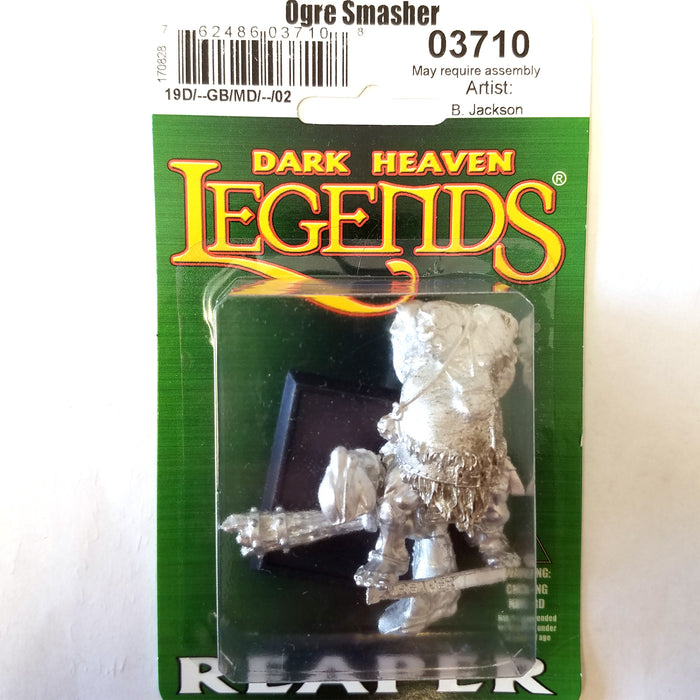 Ogre Smasher
7 62486 03710 8
03710
May require assembly
170828
Artist:
19D/--GB/MD/--/02
B. Jackson
DARK HEAVEN
LEGENDS®
REAPER